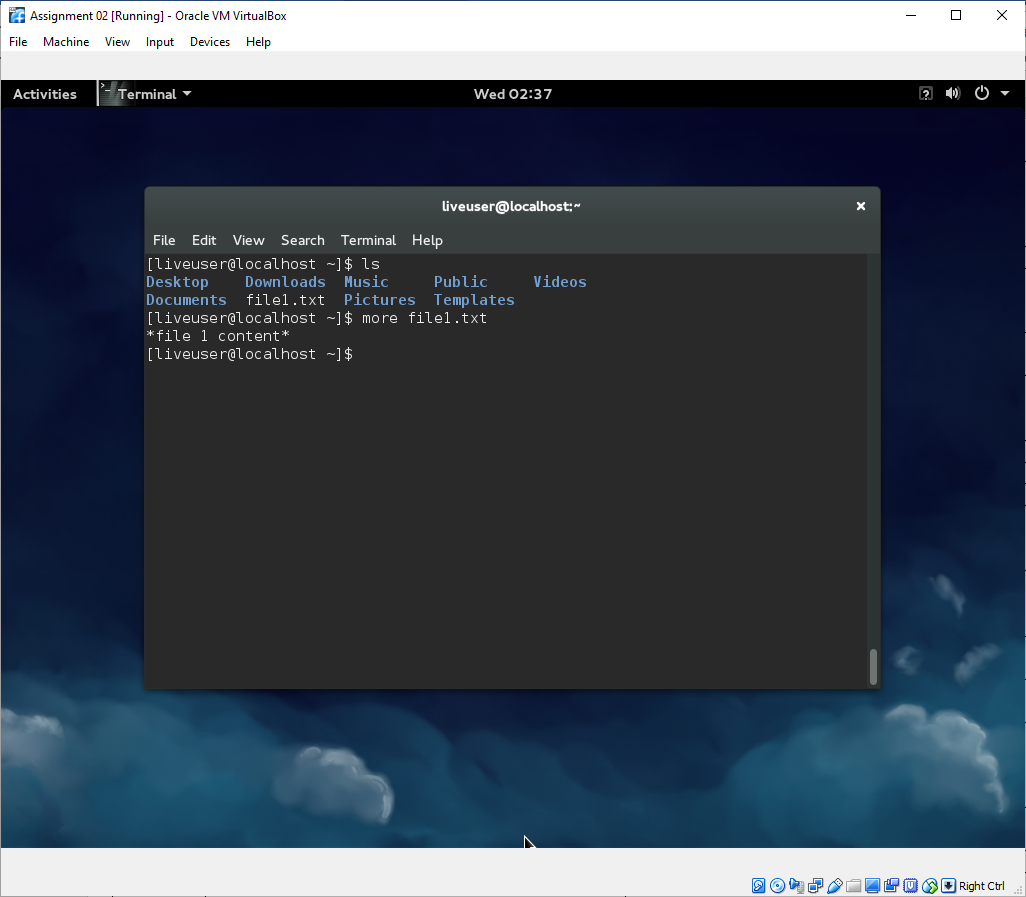 Assignment 02 [Running] - Oracle VM VirtualBox
File Machine View Input Devices Help
Activities Terminal Wed 02:37
liveuser@localhost:~
File Edit View Search Terminal Help
[liveuser@localhost ~]$ ls
Desktop Downloads Music Public Videos
Documents file1.txt Pictures Templates
[liveuser@localhost ~]$ more file1.txt
*file 1 content*
[liveuser@localhost ~]$
Right Ctrl